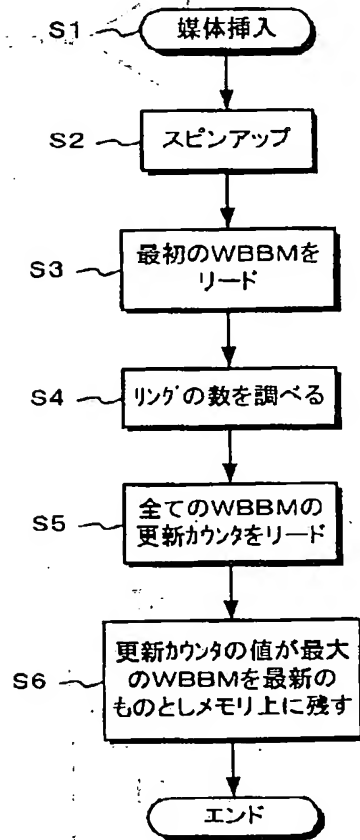 S1
媒体挿入
S2
スピンアップ
S3
最初のWBBMを
リード
S4
リングの数を調べる
S5
全てのWBBMの
更新カウンタをリード
S6
更新カウンタの値が最大
のWBBMを最新の
ものとしメモリ上に残す
エンド